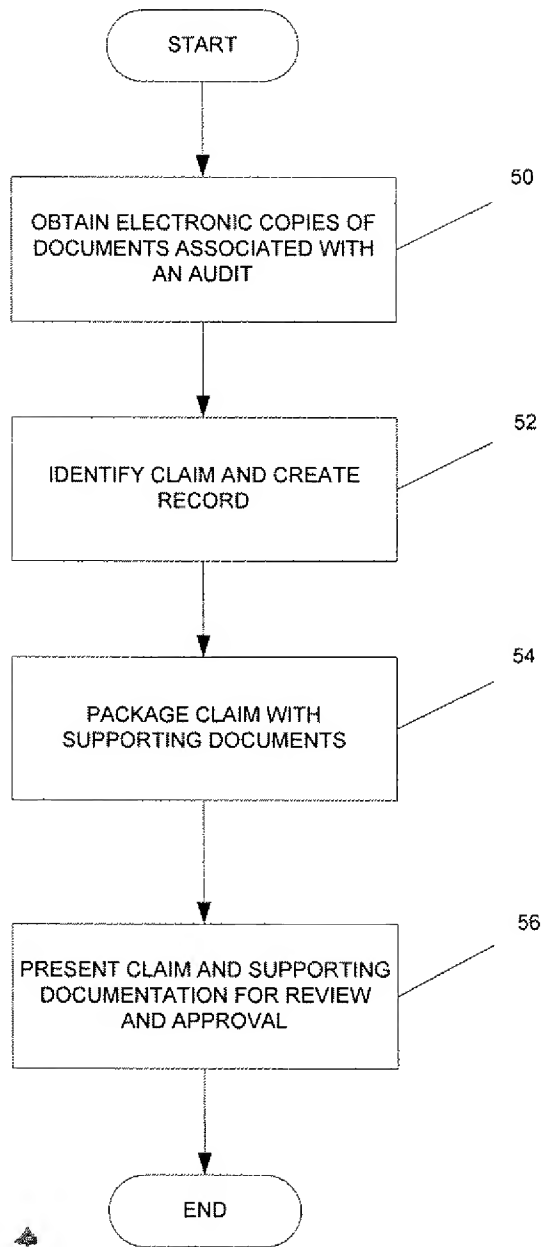 START
50
OBTAIN ELECTRONIC COPIES OF
DOCUMENTS ASSOCIATED WITH
AN AUDIT
52
IDENTIFY CLAIM AND CREATE
RECORD
54
PACKAGE CLAIM WITH
SUPPORTING DOCUMENTS
56
PRESENT CLAIM AND SUPPORTING
DOCUMENTATION FOR REVIEW
AND APPROVAL
END